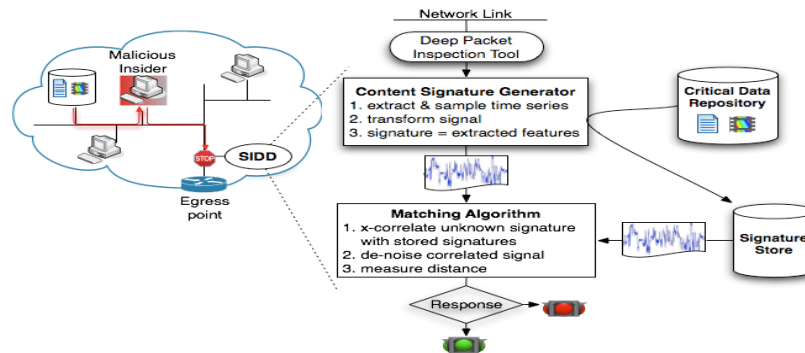 Network Link
Deep Packet
Inspection Tool
Malicious
Insider
STOP
SIDD
Egress
point
Content Signature Generator
1. extract & sample time series
2. transform signal
3. signature = extracted features
Critical Data
Repository
Matching Algorithm
1. x-correlate unknown signature
with stored signatures
2. de-noise correlated signal
3. measure distance
Signature
Store
Response